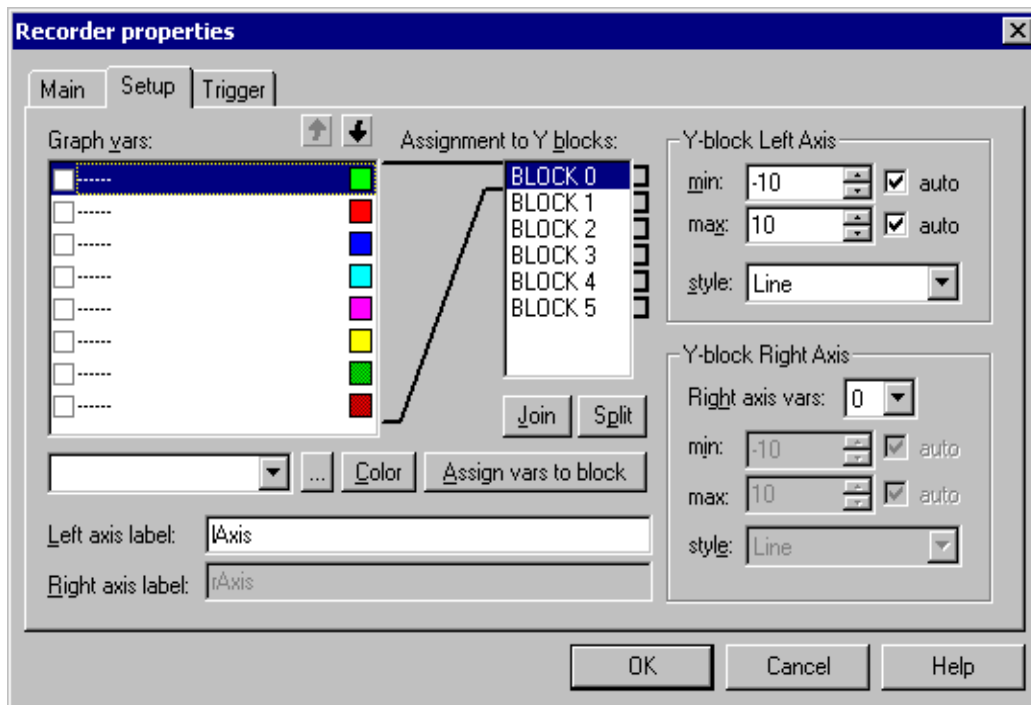 Recorder properties
Main Setup Trigger
Graph vars:
------
------
------
------
------
------
------
------
... Color Assign vars to block
Left axis label: lAxis
Right axis label: rAxis
Assignment to Y blocks:
BLOCK 0
BLOCK 1
BLOCK 2
BLOCK 3
BLOCK 4
BLOCK 5
Join Split
Y-block Left Axis
min: -10 auto
max: 10 auto
style: Line
Y-block Right Axis
Right axis vars: 0
min: -10 auto
max: 10 auto
style: Line
OK Cancel Help